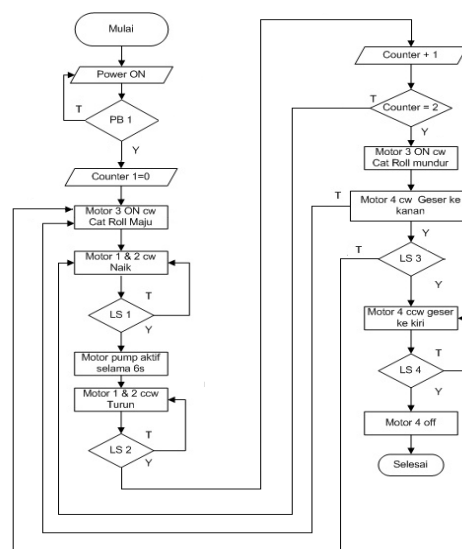 Mulai
Power ON
T
PB 1
Y
Counter 1=0
Motor 3 ON cw
Cat Roll Maju
Motor 1 & 2 cw
Naik
T
LS 1
Y
Motor pump aktif
selama 6s
Motor 1 & 2 ccw
Turun
T
LS 2
Y
Counter + 1
T
Counter = 2
Y
Motor 3 ON cw
Cat Roll mundur
T
Motor 4 cw Geser ke
kanan
Y
T
LS 3
Y
Motor 4 ccw geser
ke kiri
T
LS 4
Y
Motor 4 off
Selesai